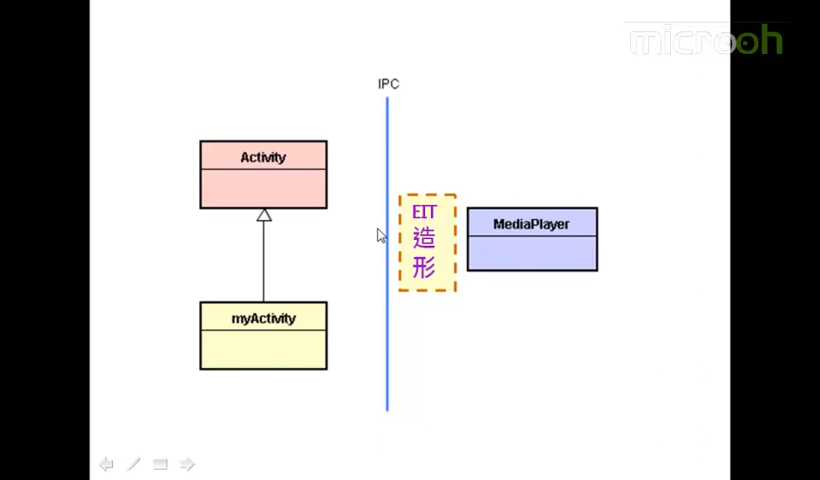 microoh
IPC
Activity
EIT
造
形
MediaPlayer
myActivity